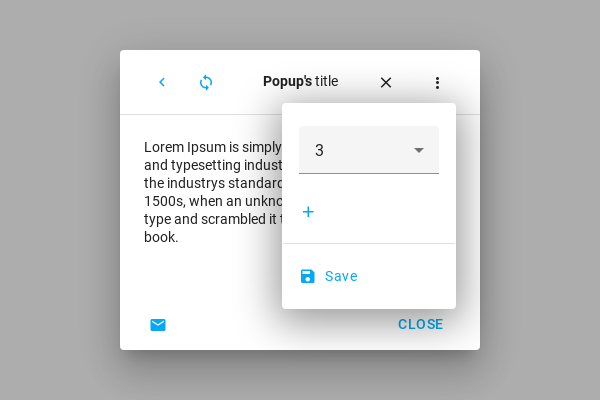 Popup's title
3
Lorem Ipsum is simply
and typesetting indust
the industrys standard
1500s, when an unkno
type and scrambled it
book.
+
Save
CLOSE